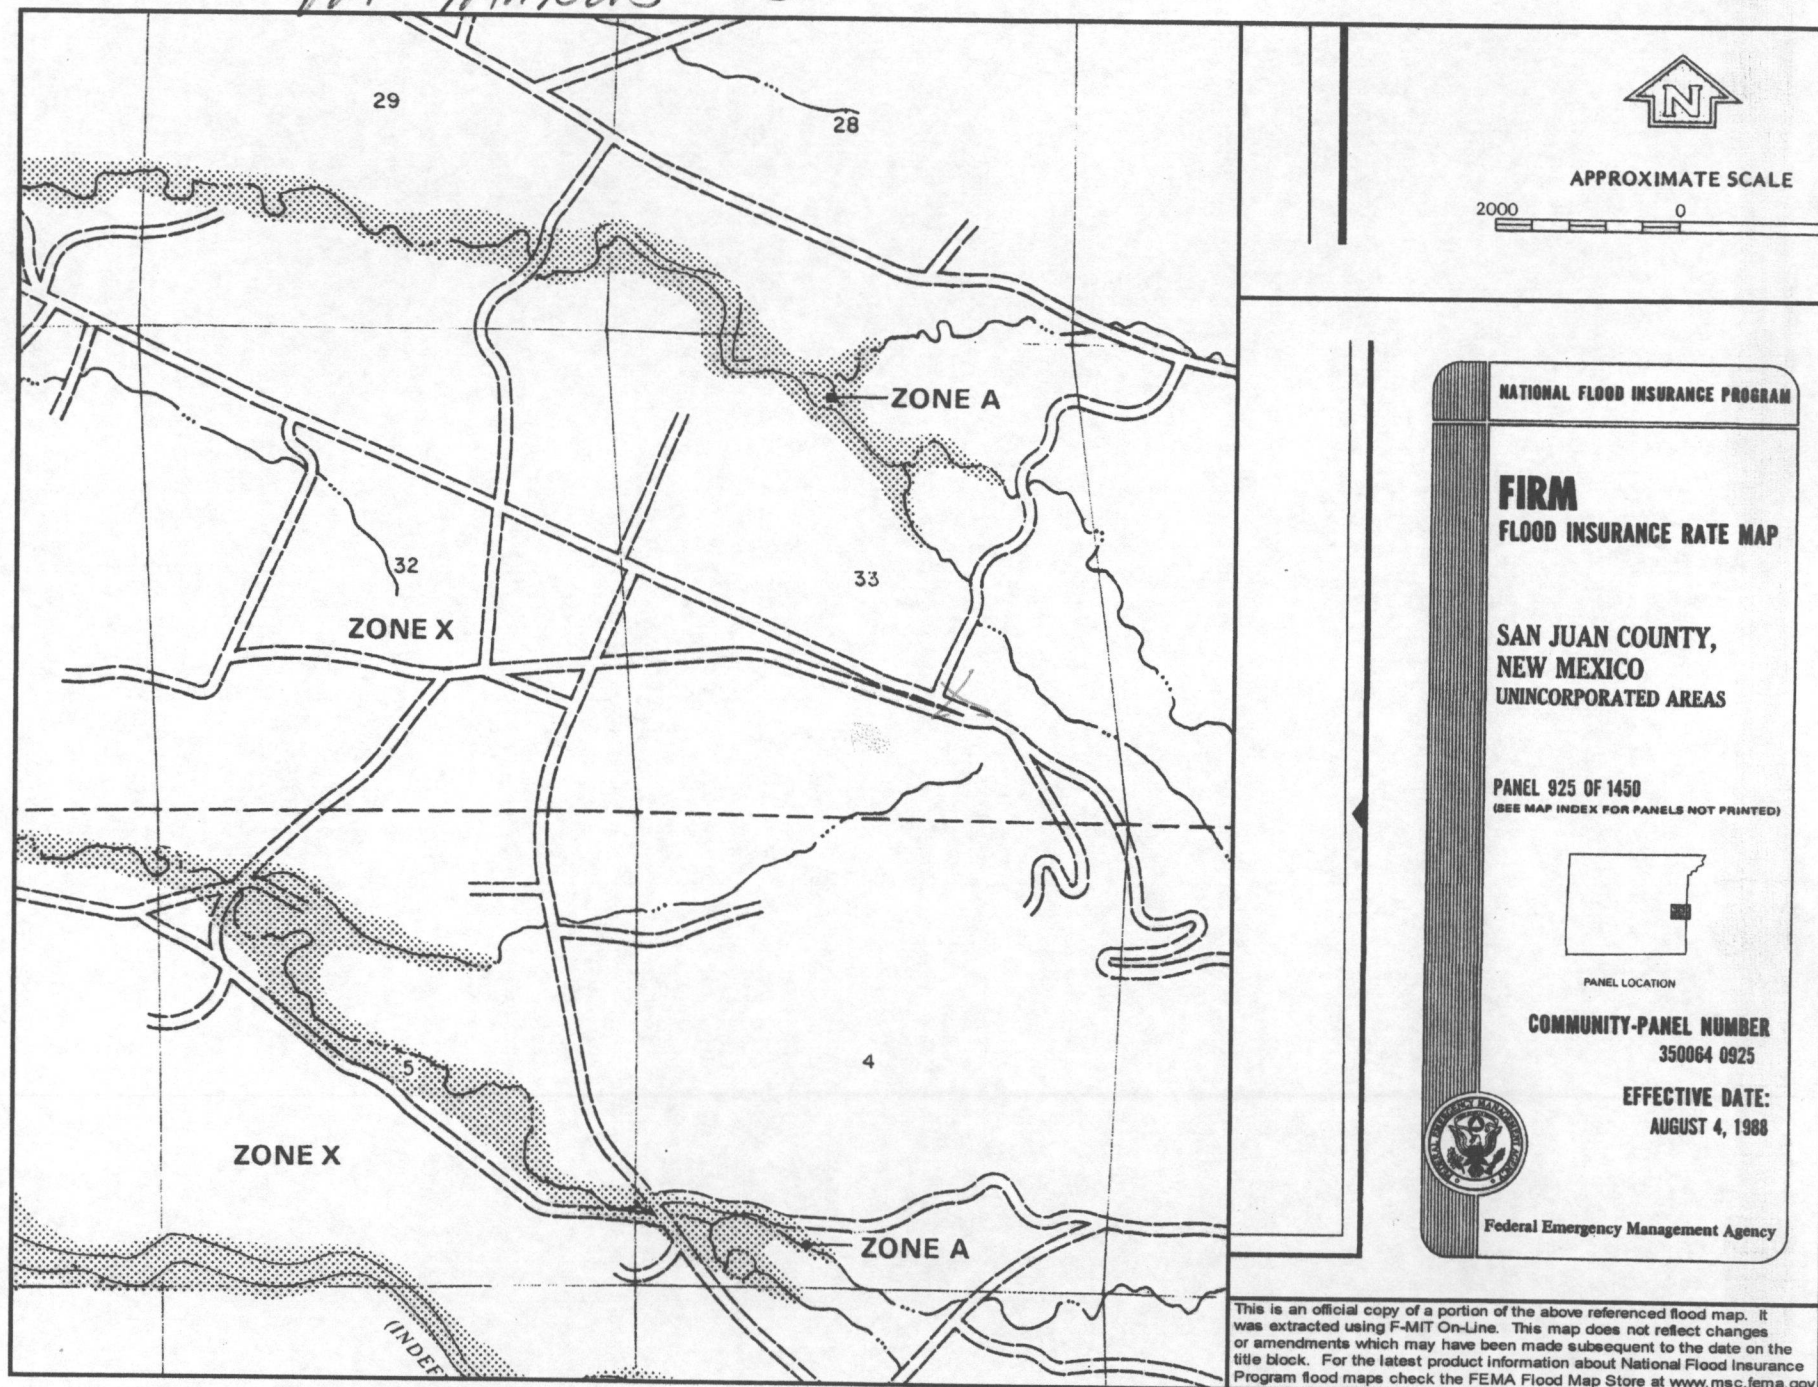 29
28
ZONE A
32
33
ZONE X
5
4
ZONE X
ZONE A
(INDEF
N
APPROXIMATE SCALE
2000 0
NATIONAL FLOOD INSURANCE PROGRAM
FIRM
FLOOD INSURANCE RATE MAP
SAN JUAN COUNTY,
NEW MEXICO
UNINCORPORATED AREAS
PANEL 925 OF 1450
(SEE MAP INDEX FOR PANELS NOT PRINTED)
PANEL LOCATION
COMMUNITY-PANEL NUMBER
350064 0925
EFFECTIVE DATE:
AUGUST 4, 1988
FEDERAL EMERGENCY MANAGEMENT AGENCY
Federal Emergency Management Agency
This is an official copy of a portion of the above referenced flood map. It
was extracted using F-MIT On-Line. This map does not reflect changes
or amendments which may have been made subsequent to the date on the
title block. For the latest product information about National Flood Insurance
Program flood maps check the FEMA Flood Map Store at www.msc.fema.gov